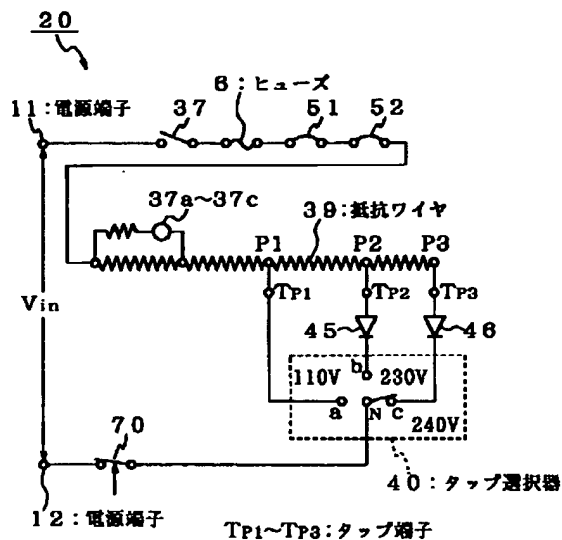 20
6：ヒューズ
11：電源端子
37
51
52
37a〜37c
39：抵抗ワイヤ
P1
P2
P3
TP1
TP2
TP3
Vin
45
46
110V
b
230V
a
N
c
240V
70
40：タップ選択器
12：電源端子
TP1〜TP3：タップ端子